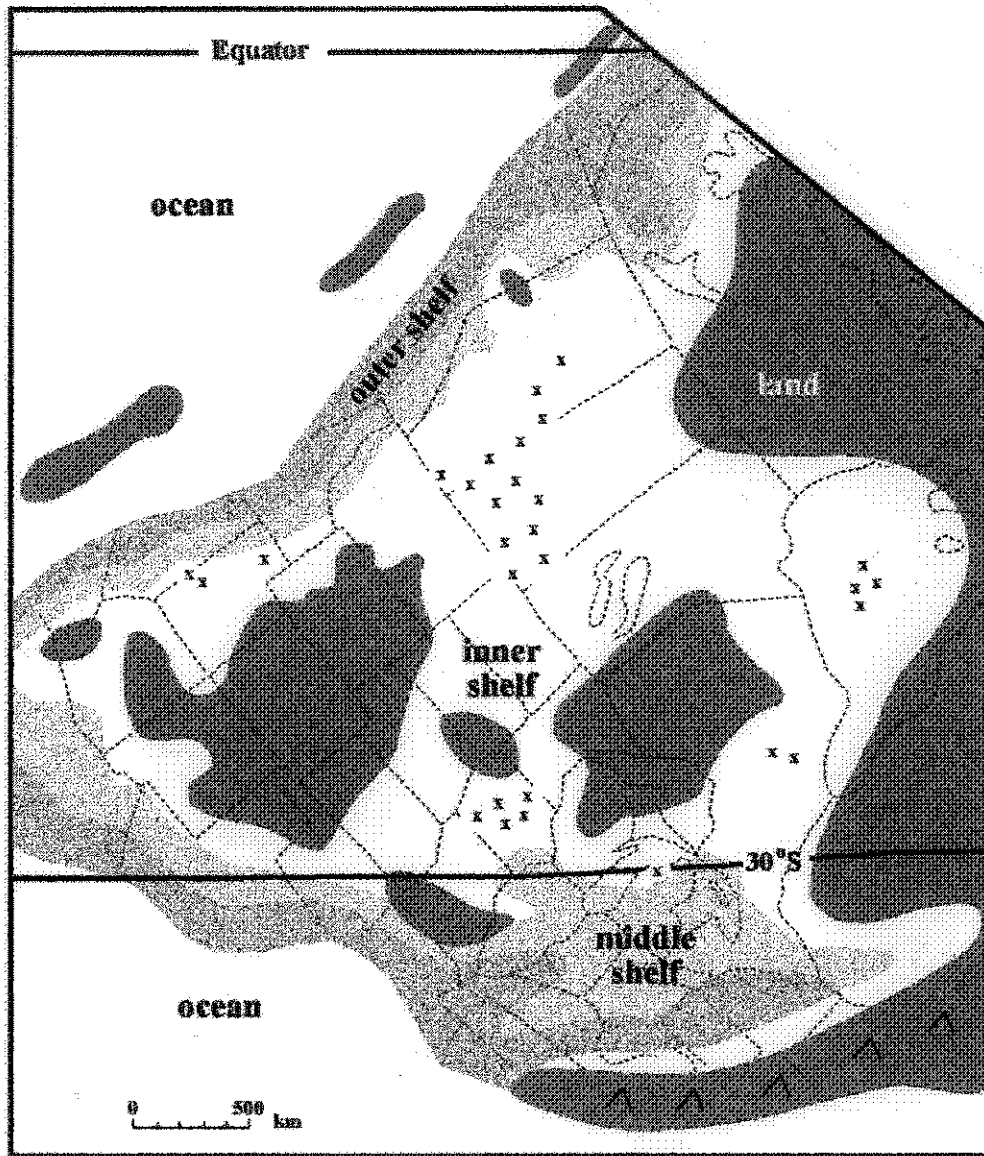 Equator
ocean
outer shelf
land
inner
shelf
30°S
middle
shelf
ocean
0 500
km